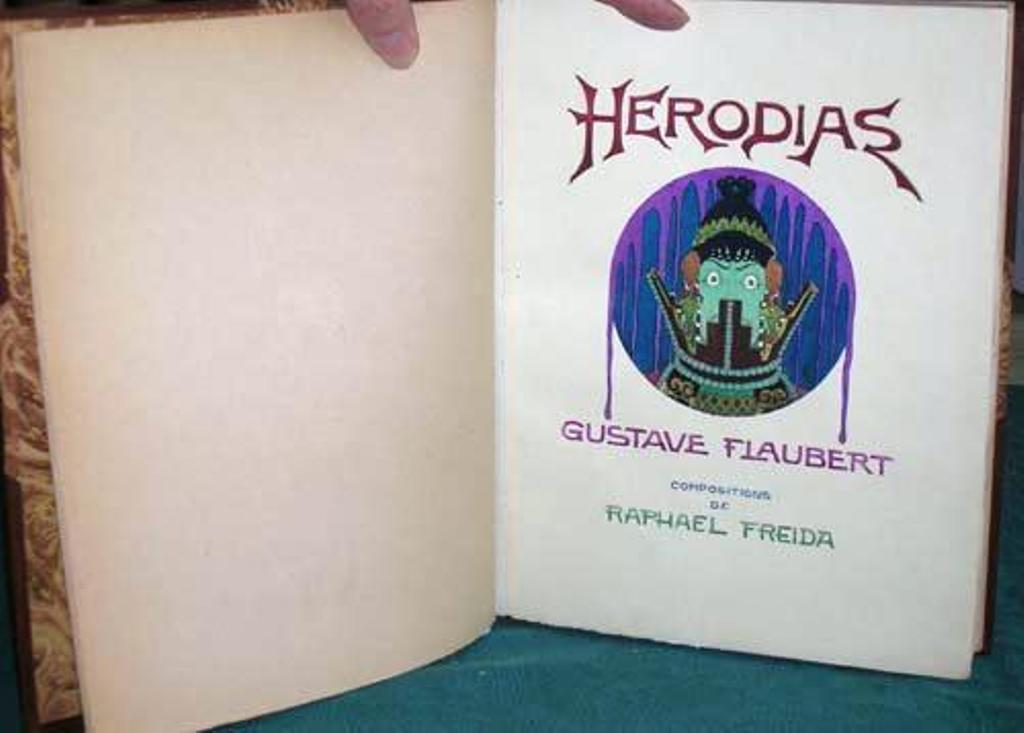 HERODIAS
GUSTAVE FLAUBERT
COMPOSITIONS
DE
RAPHAEL FREIDA